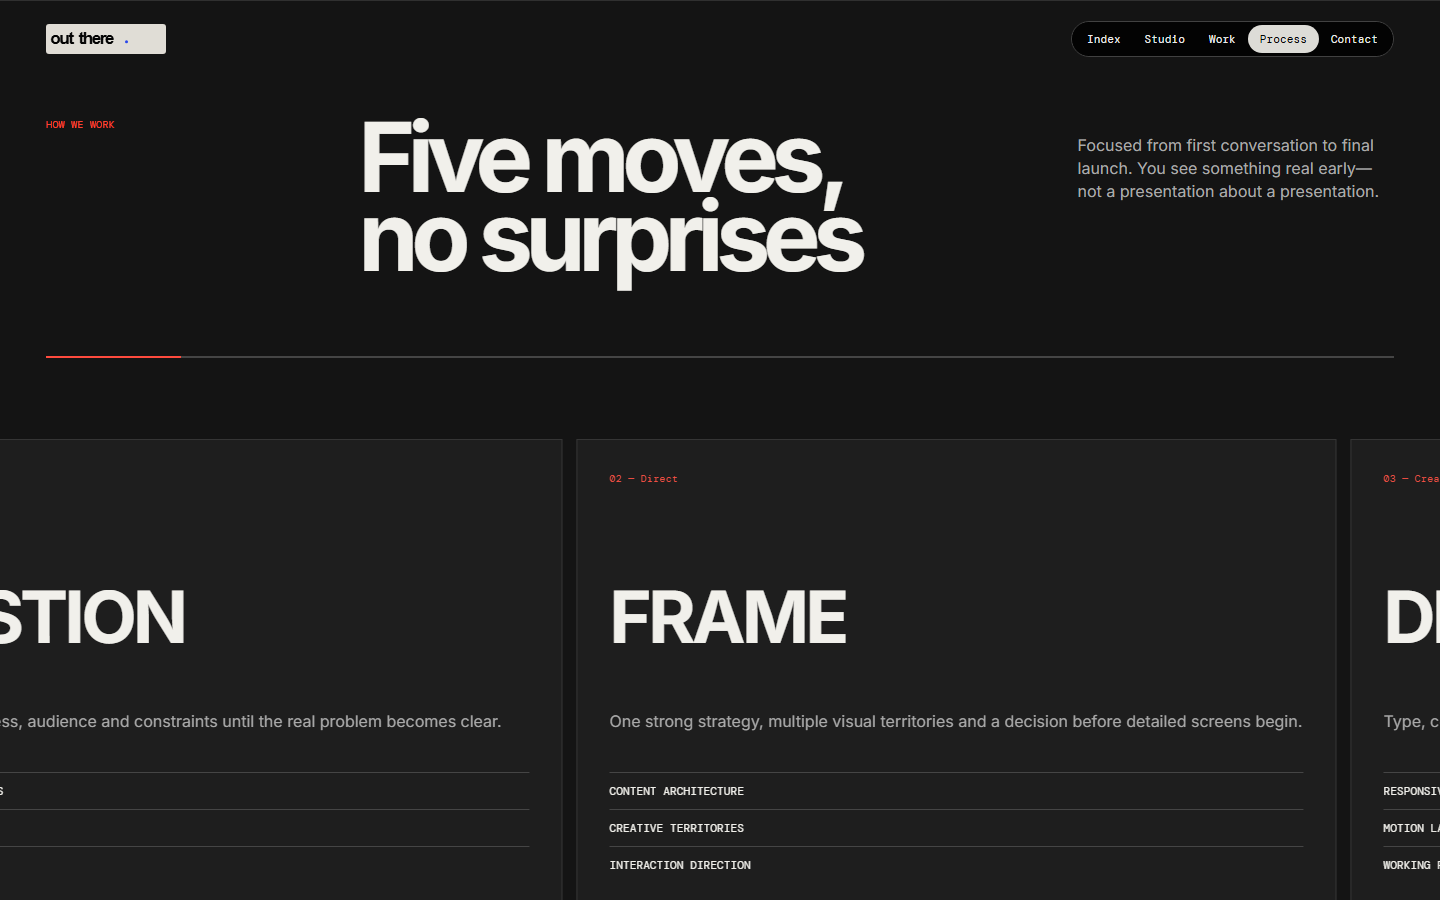 out there .
Index Studio Work Process Contact
HOW WE WORK
Five moves,
no surprises
Focused from first conversation to final
launch. You see something real early—
not a presentation about a presentation.
STION
ess, audience and constraints until the real problem becomes clear.
S
02 — Direct
FRAME
One strong strategy, multiple visual territories and a decision before detailed screens begin.
CONTENT ARCHITECTURE
CREATIVE TERRITORIES
INTERACTION DIRECTION
03 — Crea
D
Type, c
RESPONSIV
MOTION LA
WORKING